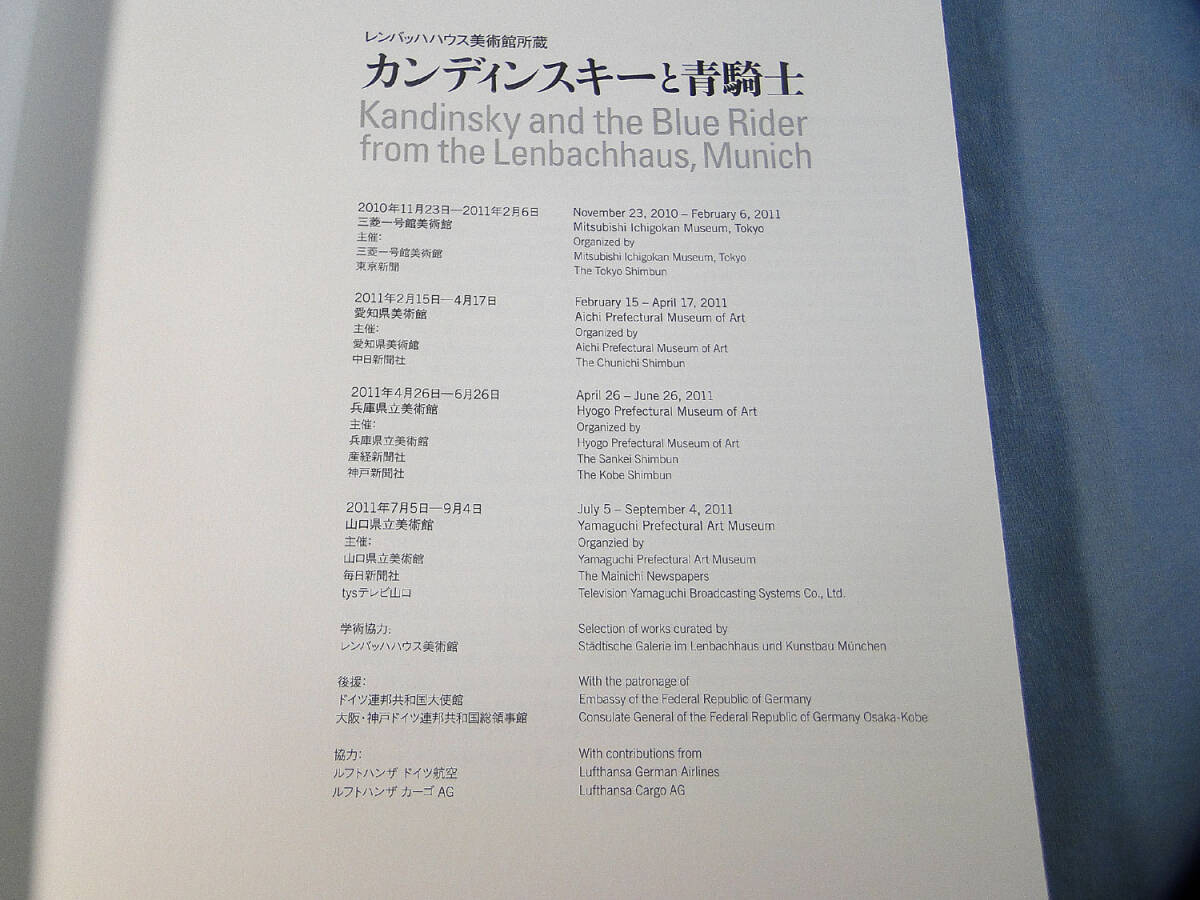 レンバッハハウス美術館所蔵
カンディンスキーと青騎士
Kandinsky and the Blue Rider
from the Lenbachhaus, Munich
2010年11月23日―2011年2月6日
三菱一号館美術館
主催:
三菱一号館美術館
東京新聞
November 23, 2010 – February 6, 2011
Mitsubishi Ichigokan Museum, Tokyo
Organized by
Mitsubishi Ichigokan Museum, Tokyo
The Tokyo Shimbun
2011年2月15日―4月17日
愛知県美術館
主催:
愛知県美術館
中日新聞社
February 15 – April 17, 2011
Aichi Prefectural Museum of Art
Organized by
Aichi Prefectural Museum of Art
The Chunichi Shimbun
2011年4月26日―6月26日
兵庫県立美術館
主催:
兵庫県立美術館
産経新聞社
神戸新聞社
April 26 – June 26, 2011
Hyogo Prefectural Museum of Art
Organized by
Hyogo Prefectural Museum of Art
The Sankei Shimbun
The Kobe Shimbun
2011年7月5日―9月4日
山口県立美術館
主催:
山口県立美術館
毎日新聞社
tysテレビ山口
July 5 – September 4, 2011
Yamaguchi Prefectural Art Museum
Organzied by
Yamaguchi Prefectural Art Museum
The Mainichi Newspapers
Television Yamaguchi Broadcasting Systems Co., Ltd.
学術協力:
レンバッハハウス美術館
Selection of works curated by
Städtische Galerie im Lenbachhaus und Kunstbau München
後援:
ドイツ連邦共和国大使館
大阪・神戸ドイツ連邦共和国総領事館
With the patronage of
Embassy of the Federal Republic of Germany
Consulate General of the Federal Republic of Germany Osaka-Kobe
協力:
ルフトハンザ ドイツ航空
ルフトハンザ カーゴ AG
With contributions from
Lufthansa German Airlines
Lufthansa Cargo AG